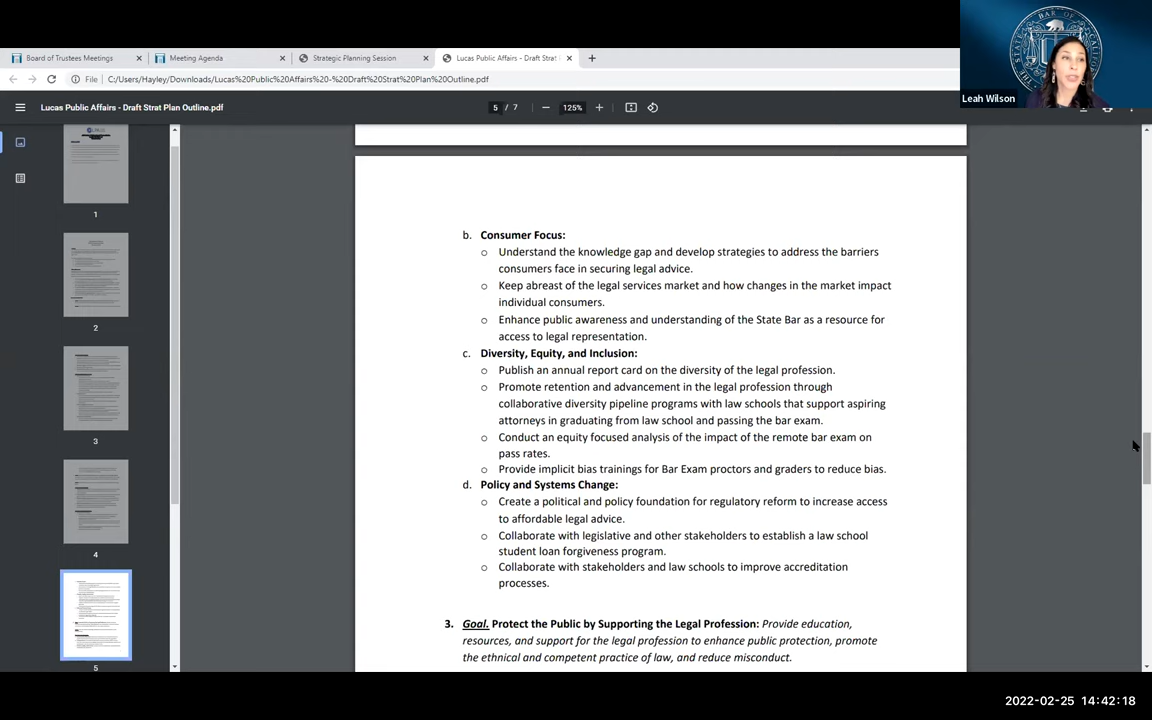 Board of Trustees Meetings
Meeting Agenda
Strategic Planning Session
Lucas Public Affairs - Draft Strat
File
C:/Users/Hayley/Downloads/Lucas%20Public%20Affairs%20-%20Draft%20Strat%20Plan%20Outline.pdf
Leah Wilson
Lucas Public Affairs - Draft Strat Plan Outline.pdf
5 / 7
125%
1
2
3
4
5
b. Consumer Focus:
o Understand the knowledge gap and develop strategies to address the barriers
consumers face in securing legal advice.
o Keep abreast of the legal services market and how changes in the market impact
individual consumers.
o Enhance public awareness and understanding of the State Bar as a resource for
access to legal representation.
c. Diversity, Equity, and Inclusion:
o Publish an annual report card on the diversity of the legal profession.
o Promote retention and advancement in the legal profession through
collaborative diversity pipeline programs with law schools that support aspiring
attorneys in graduating from law school and passing the bar exam.
o Conduct an equity focused analysis of the impact of the remote bar exam on
pass rates.
o Provide implicit bias trainings for Bar Exam proctors and graders to reduce bias.
d. Policy and Systems Change:
o Create a political and policy foundation for regulatory reform to increase access
to affordable legal advice.
o Collaborate with legislative and other stakeholders to establish a law school
student loan forgiveness program.
o Collaborate with stakeholders and law schools to improve accreditation
processes.
3. Goal. Protect the Public by Supporting the Legal Profession: Provide education,
resources, and support for the legal profession to enhance public protection, promote
the ethnical and competent practice of law, and reduce misconduct.
2022-02-25 14:42:18